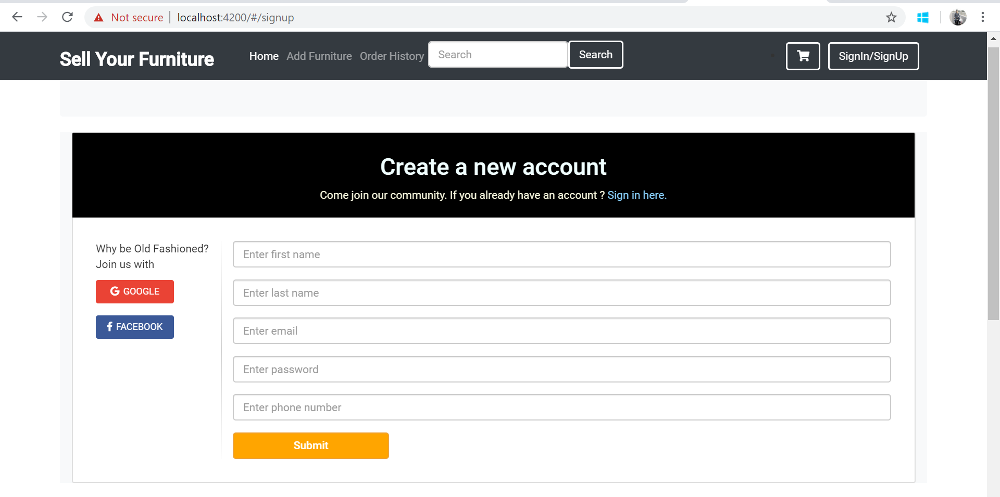 Not secure localhost:4200/#/signup
Sell Your Furniture Home Add Furniture Order History Search Search SignIn/SignUp
Create a new account
Come join our community. If you already have an account ? Sign in here.
Why be Old Fashioned?
Join us with
GOOGLE
FACEBOOK
Enter first name
Enter last name
Enter email
Enter password
Enter phone number
Submit